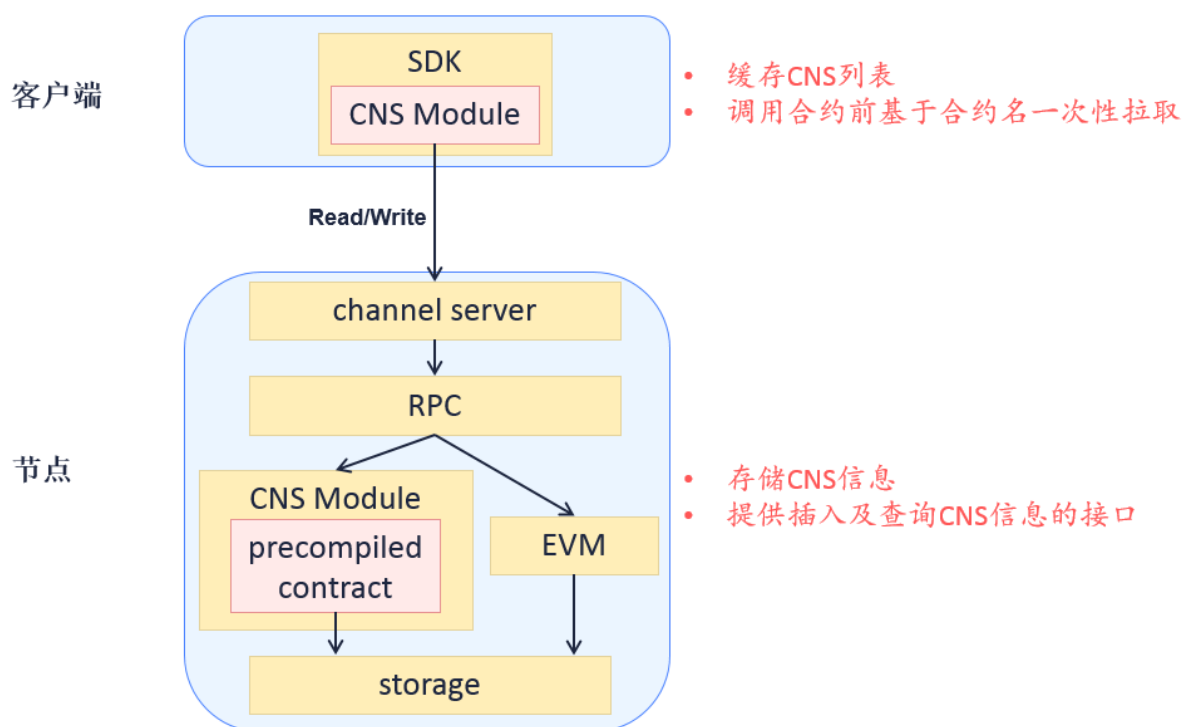 客户端
SDK
CNS Module
• 缓存CNS列表
• 调用合约前基于合约名一次性拉取
Read/Write
channel server
RPC
节点
CNS Module
precompiled
contract
EVM
storage
• 存储CNS信息
• 提供插入及查询CNS信息的接口